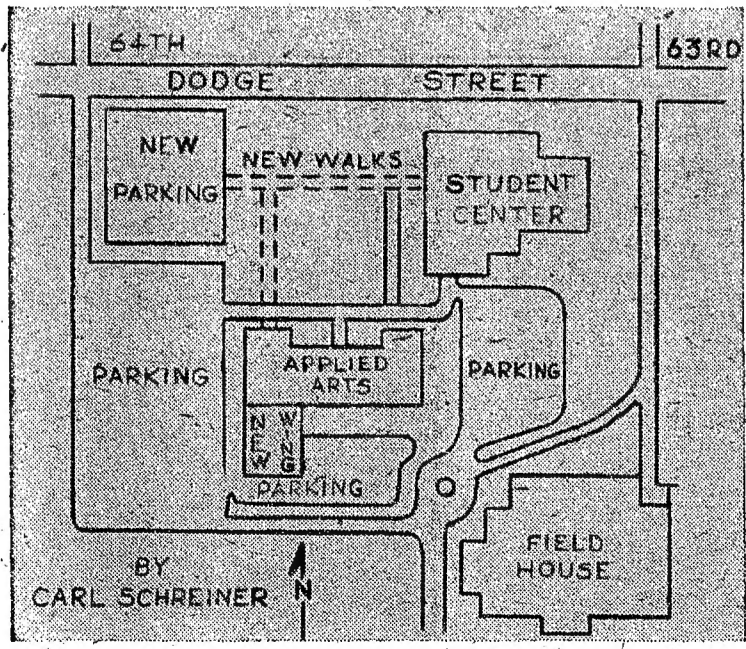 64TH
63RD
DODGE STREET
NEW
PARKING
NEW WALKS
STUDENT
CENTER
PARKING
APPLIED
ARTS
PARKING
NEW
WING
PARKING
FIELD
HOUSE
BY
CARL SCHREINER
N